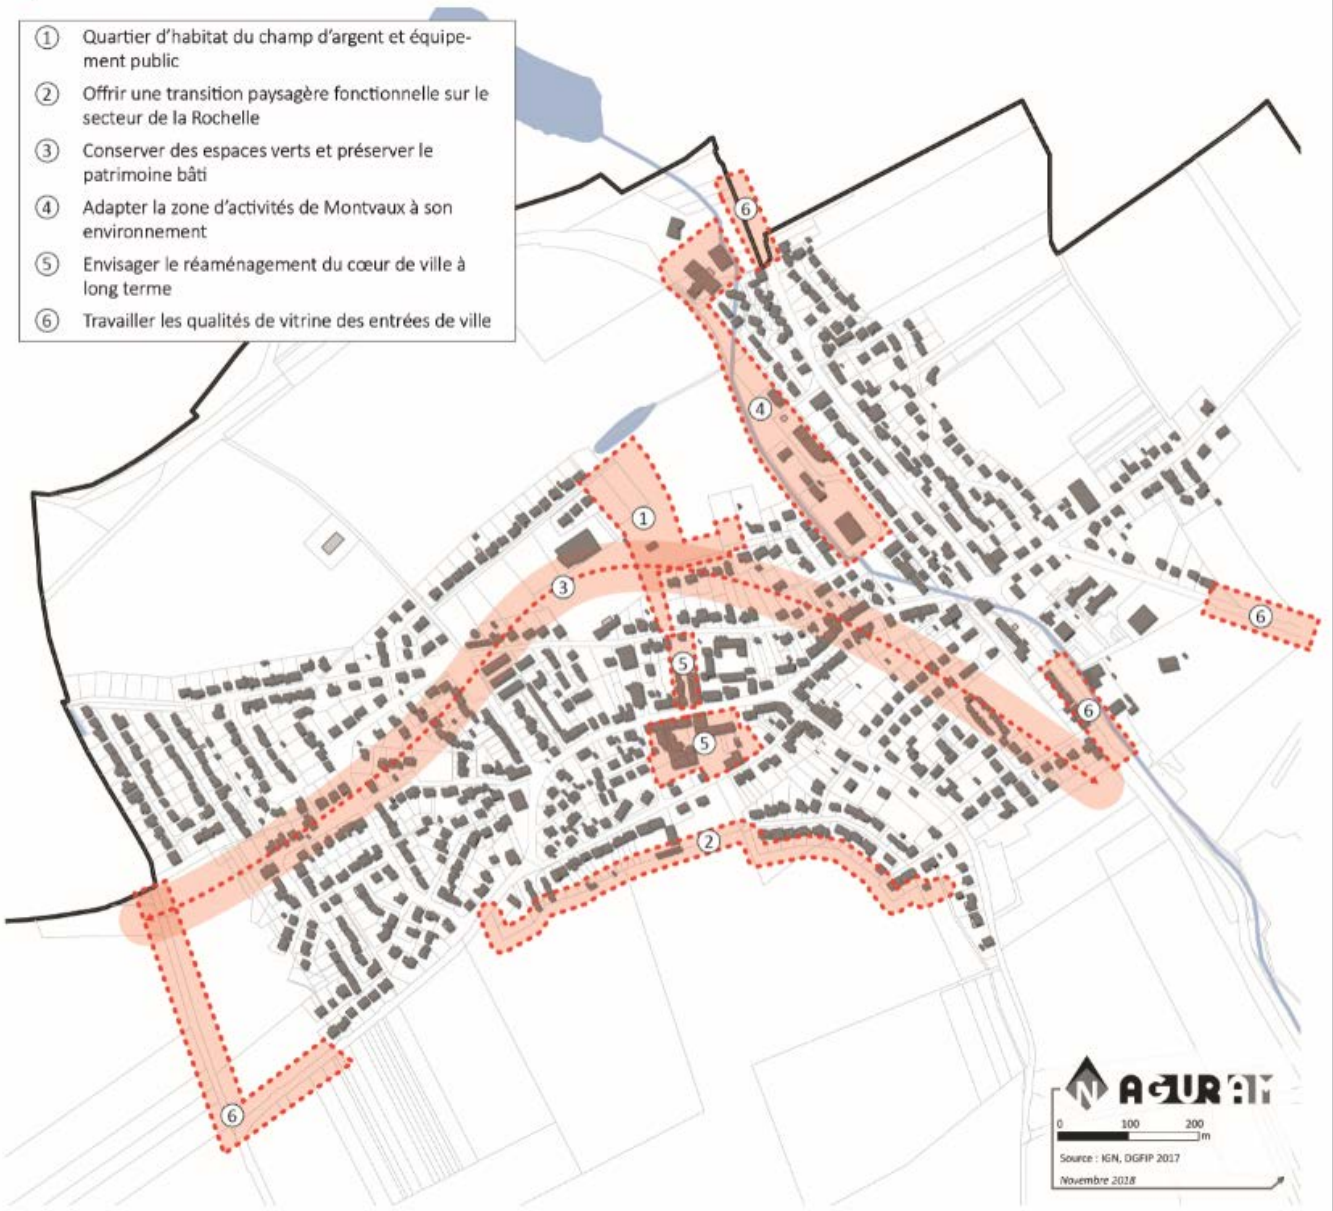 ① Quartier d'habitat du champ d'argent et équipe-
ment public
② Offrir une transition paysagère fonctionnelle sur le
secteur de la Rochelle
③ Conserver des espaces verts et préserver le
patrimoine bâti
④ Adapter la zone d'activités de Montvaux à son
environnement
⑤ Envisager le réaménagement du cœur de ville à
long terme
⑥ Travailler les qualités de vitrine des entrées de ville
6
4
1
3
6
5
6
5
2
6
N AGURAM
0 100 200
m
Source : IGN, DGFIP 2017
Novembre 2018